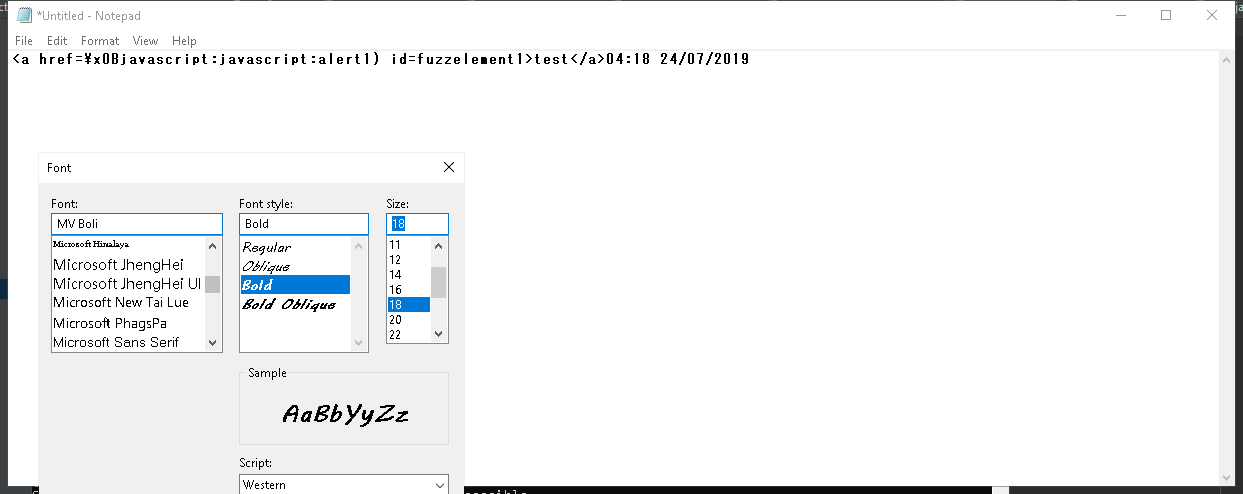 *Untitled - Notepad
File Edit Format View Help
<a href=¥x0Bjavascript:javascript:alert1) id=fuzzelement1>test</a>04:18 24/07/2019
Font
Font: Font style: Size:
MV Boli Bold 18
Microsoft Himalaya
Microsoft JhengHei
Microsoft JhengHei UI
Microsoft New Tai Lue
Microsoft PhagsPa
Microsoft Sans Serif
Regular
Oblique
Bold
Bold Oblique
11
12
14
16
18
20
22
Sample
AaBbYyZz
Script:
Western